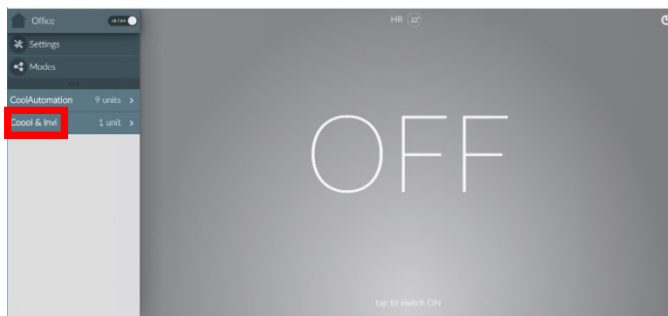 Office
HR 22°
Settings
Modes
CoolAutomation 9 units >
Coool & Invi 1 unit >
OFF
tap to switch ON